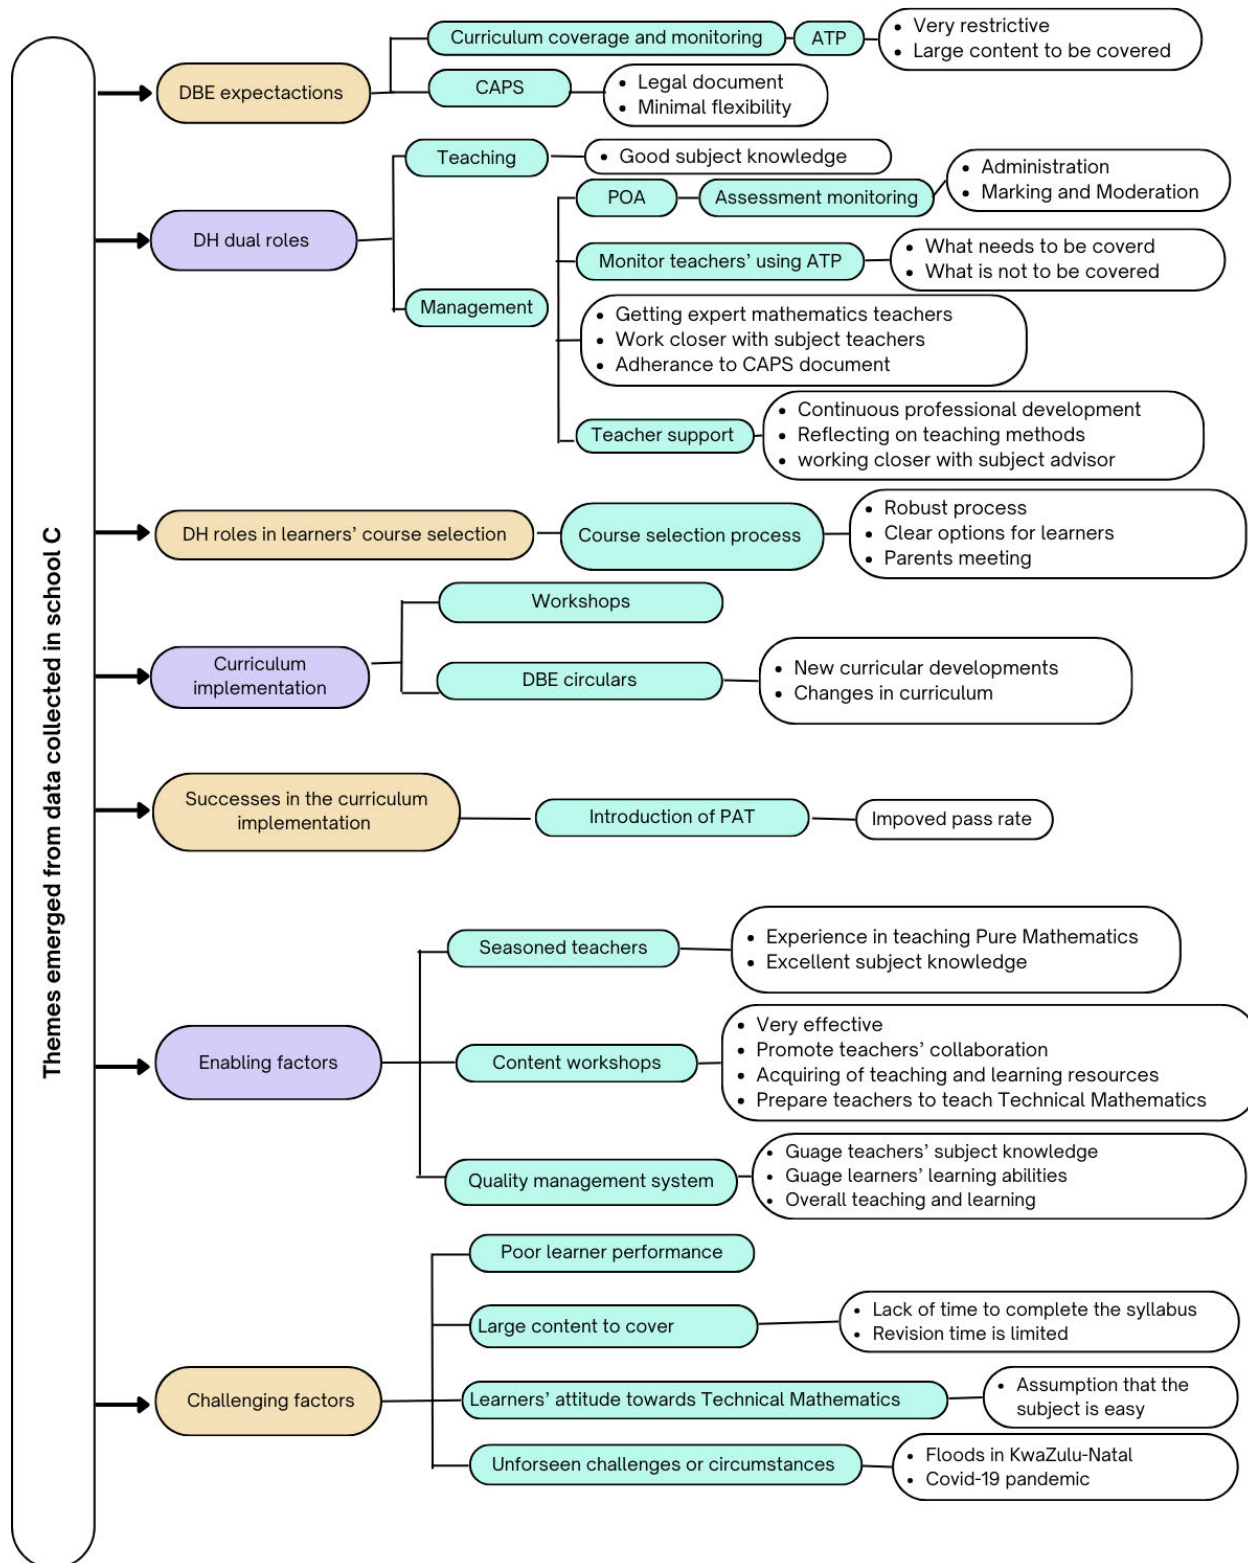 Themes emerged from data collected in school C
DBE expectactions
Curriculum coverage and monitoring
ATP
• Very restrictive
• Large content to be covered
CAPS
• Legal document
• Minimal flexibility
DH dual roles
Teaching
• Good subject knowledge
Management
POA
Assessment monitoring
• Administration
• Marking and Moderation
Monitor teachers’ using ATP
• What needs to be coverd
• What is not to be covered
• Getting expert mathematics teachers
• Work closer with subject teachers
• Adherance to CAPS document
Teacher support
• Continuous professional development
• Reflecting on teaching methods
• working closer with subject advisor
DH roles in learners’ course selection
Course selection process
• Robust process
• Clear options for learners
• Parents meeting
Curriculum
implementation
Workshops
DBE circulars
• New curricular developments
• Changes in curriculum
Successes in the curriculum
implementation
Introduction of PAT
Impoved pass rate
Enabling factors
Seasoned teachers
• Experience in teaching Pure Mathematics
• Excellent subject knowledge
Content workshops
• Very effective
• Promote teachers’ collaboration
• Acquiring of teaching and learning resources
• Prepare teachers to teach Technical Mathematics
Quality management system
• Guage teachers’ subject knowledge
• Guage learners’ learning abilities
• Overall teaching and learning
Challenging factors
Poor learner performance
Large content to cover
• Lack of time to complete the syllabus
• Revision time is limited
Learners’ attitude towards Technical Mathematics
• Assumption that the
subject is easy
Unforseen challenges or circumstances
• Floods in KwaZulu-Natal
• Covid-19 pandemic